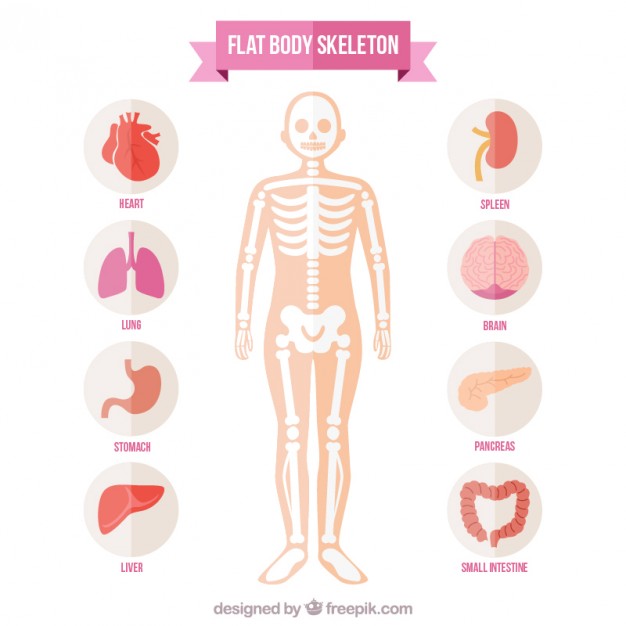 FLAT BODY SKELETON
HEART
SPLEEN
LUNG
BRAIN
STOMACH
PANCREAS
LIVER
SMALL INTESTINE
designed by freepik.com